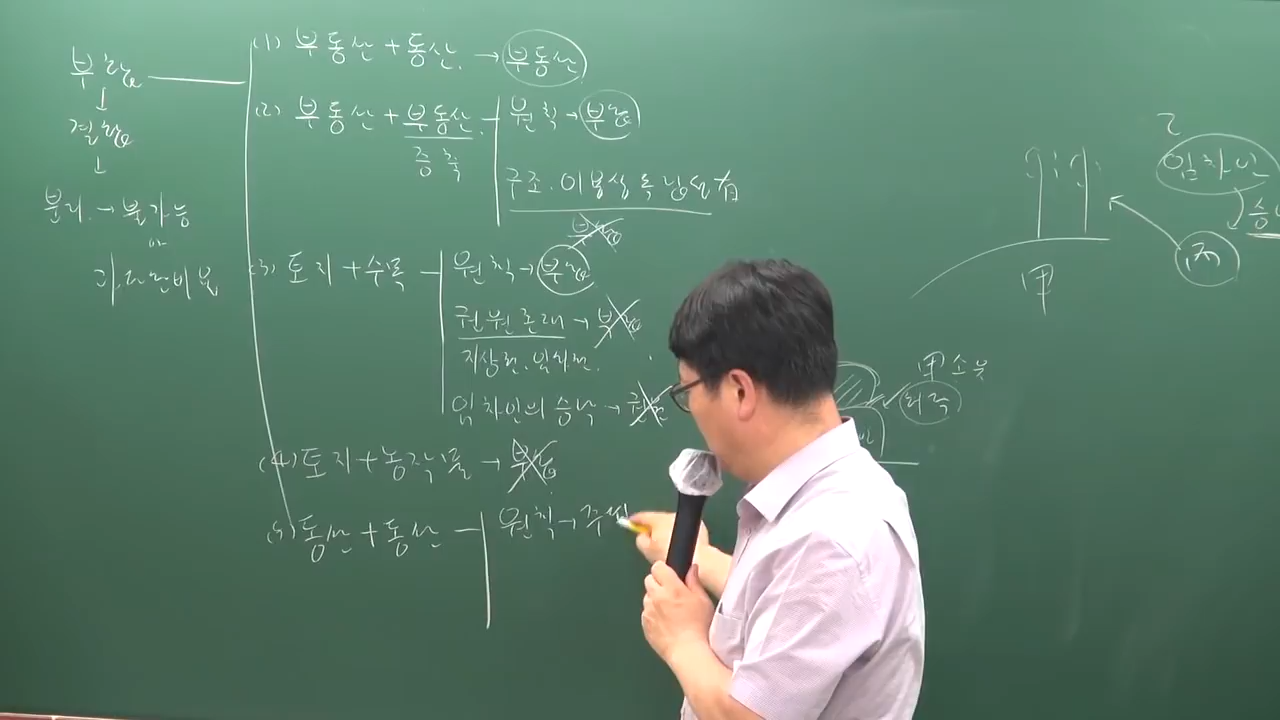 부합
↓
결합
↓
분리 → 불가능
or
과다한 비용
(1) 부동산 + 동산. → 부동산
(2) 부동산 + 부동산
증축
원칙 → 부합
구조.이용상 독닙성 有
부합
(3) 토지 + 수목
원칙 → 부합
권원존재 → 부합
지상권.임차권.
임차인의 승낙 → 권원
(4) 토지 + 농작물 → 부합
(5) 동산 + 동산
원칙 → 주
乙
임차인
승
丙
甲
甲소유